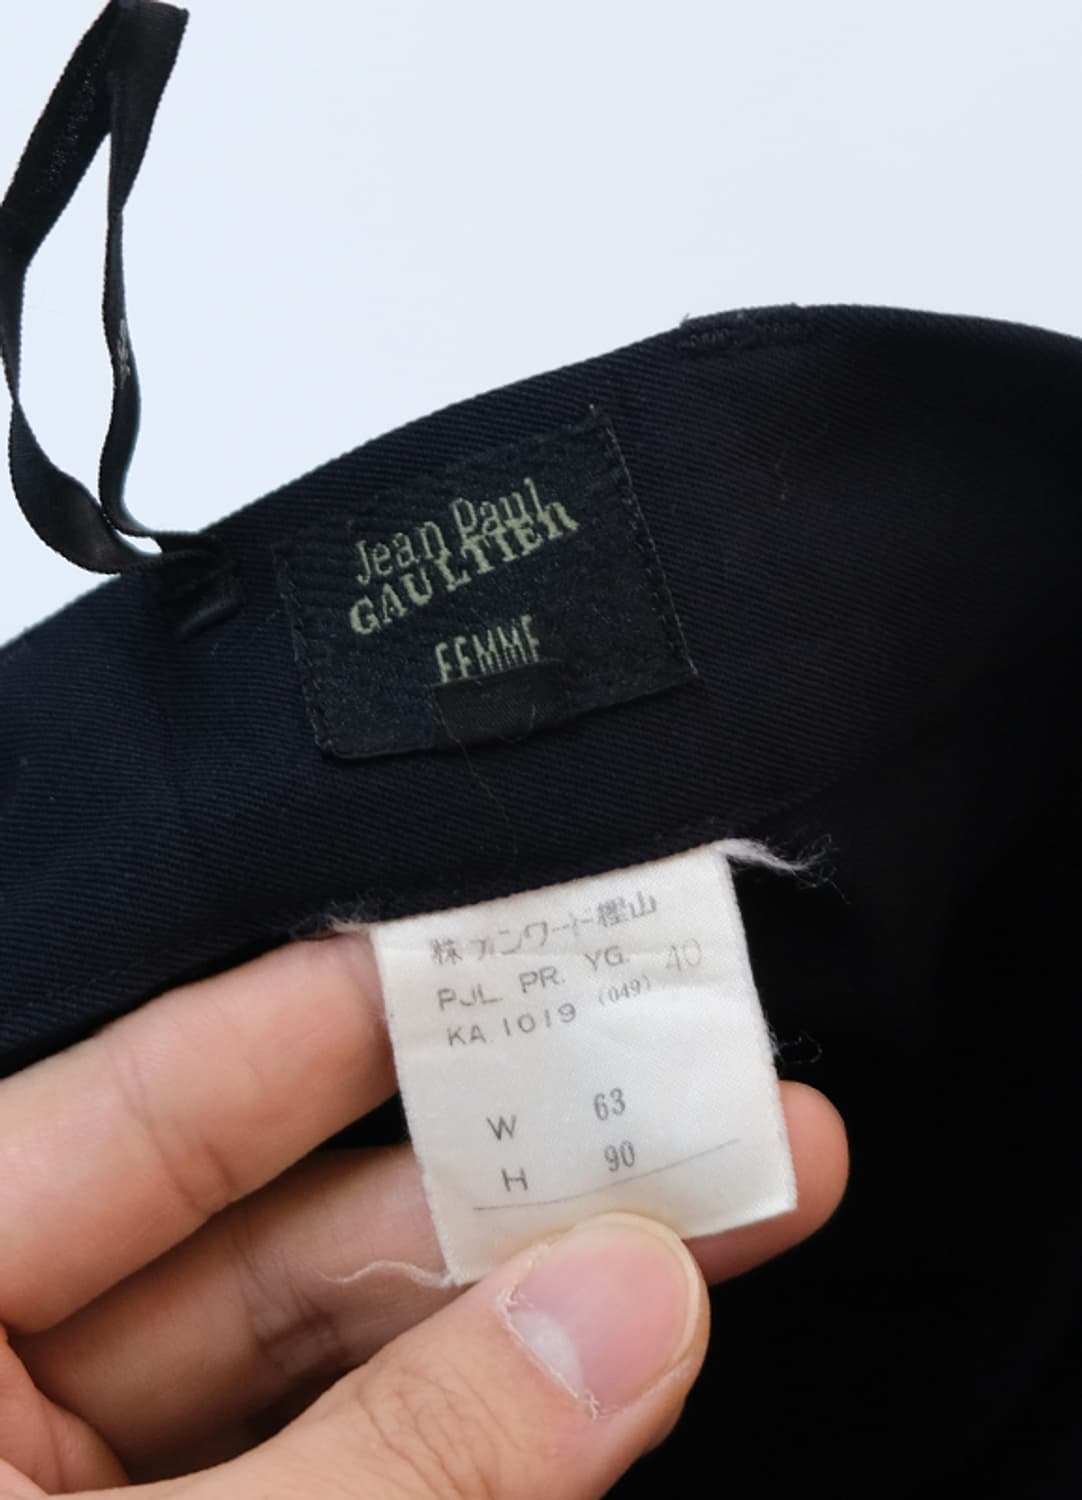 Jean Paul
GAULTIER
FEMME
㈱オンワード樫山
PJL. PR. YG. 40
KA. 1019 (049)
W 63
H 90